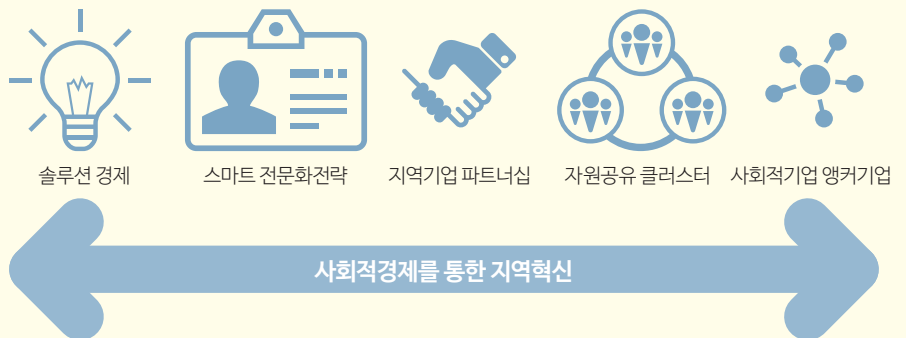 솔루션 경제
스마트 전문화전략
지역기업 파트너십
자원공유 클러스터
사회적기업 앵커기업
사회적경제를 통한 지역혁신